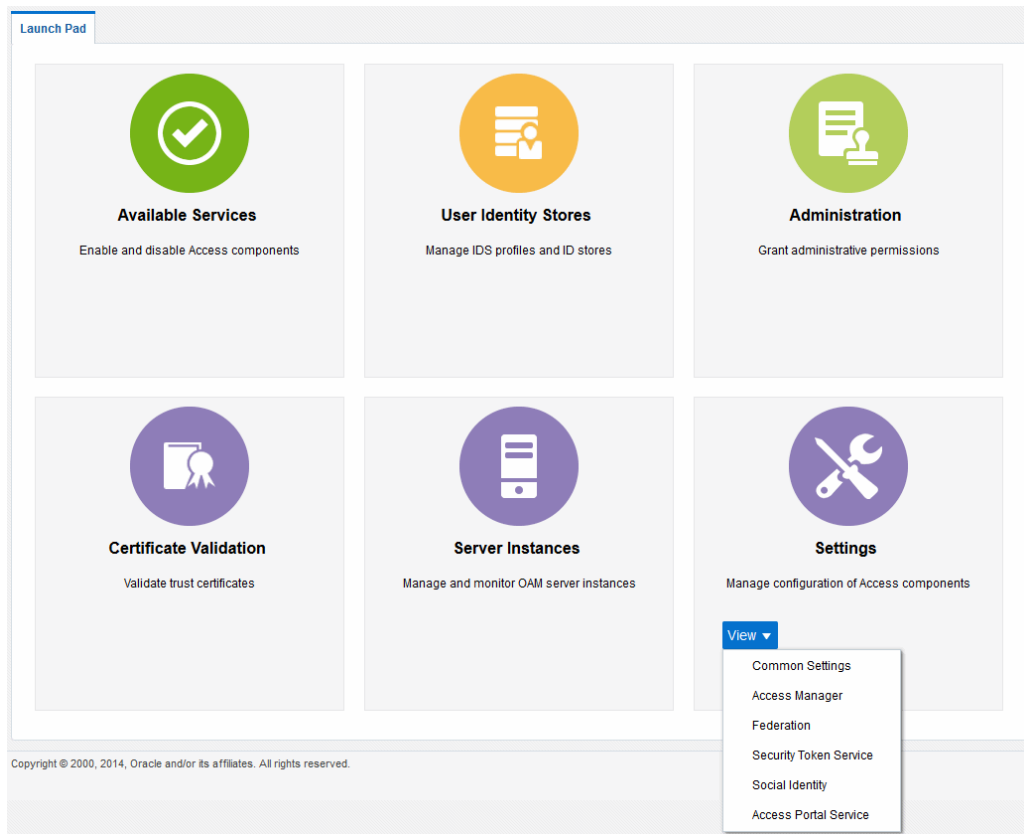 Launch Pad
Available Services
Enable and disable Access components
User Identity Stores
Manage IDS profiles and ID stores
Administration
Grant administrative permissions
Certificate Validation
Validate trust certificates
Server Instances
Manage and monitor OAM server instances
Settings
Manage configuration of Access components
View
Common Settings
Access Manager
Federation
Security Token Service
Social Identity
Access Portal Service
Copyright © 2000, 2014, Oracle and/or its affiliates. All rights reserved.